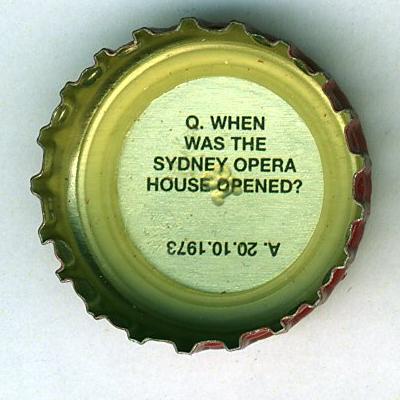 Q. WHEN
WAS THE
SYDNEY OPERA
HOUSE OPENED?
A. 20.10.1973